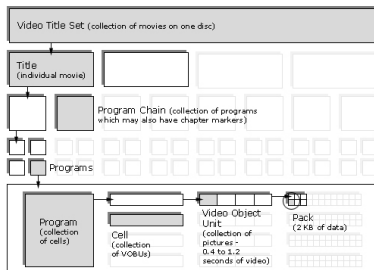 Video Title Set (collection of movies on one disc)
Title
(individual movie)
Program Chain (collection of programs
which may also have chapter markers)
Programs
Program
(collection
of cells)
Cell
(collection
of VOBUs)
Video Object
Unit
(collection of
pictures -
0.4 to 1.2
seconds of video)
Pack
(2 KB of data)